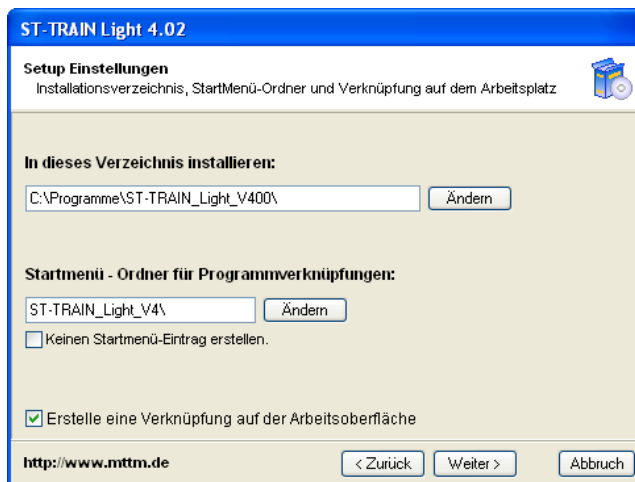 ST-TRAIN Light 4.02
Setup Einstellungen
Installationsverzeichnis, StartMenü-Ordner und Verknüpfung auf dem Arbeitsplatz
In dieses Verzeichnis installieren:
C:\Programme\ST-TRAIN_Light_V400\ Ändern
Startmenü - Ordner für Programmverknüpfungen:
ST-TRAIN_Light_V4\ Ändern
Keinen Startmenü-Eintrag erstellen.
Erstelle eine Verknüpfung auf der Arbeitsoberfläche
http://www.mttm.de < Zurück Weiter > Abbruch